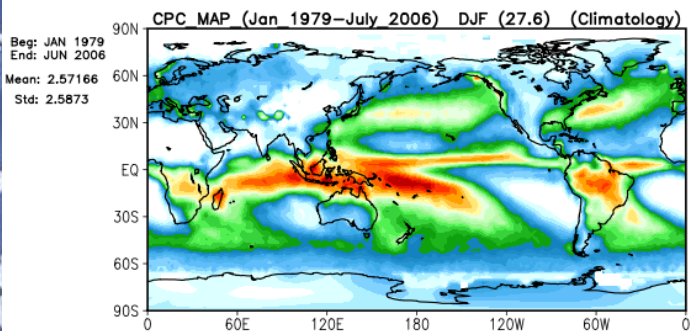 CPC_MAP_(Jan_1979–July_2006) DJF (27.6) (Climatology)
Beg: JAN 1979
End: JUN 2006
Mean: 2.57166
Std: 2.5873
90N
60N
30N
EQ
30S
60S
90S
0 60E 120E 180 120W 60W 0